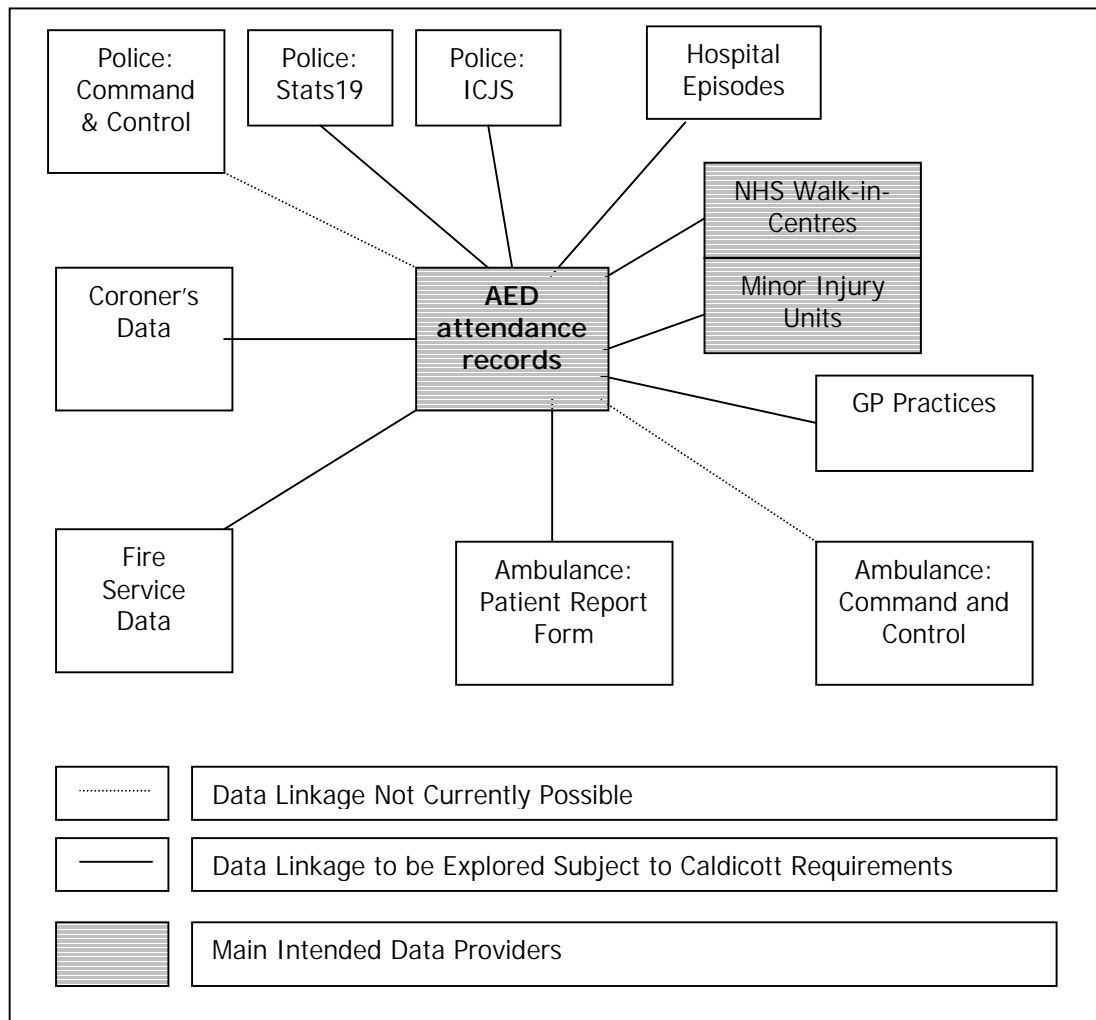 Police:
Command
& Control
Police:
Stats19
Police:
ICJS
Hospital
Episodes
NHS Walk-in-
Centres
Minor Injury
Units
Coroner's
Data
AED
attendance
records
GP Practices
Fire
Service
Data
Ambulance:
Patient Report
Form
Ambulance:
Command and
Control
Data Linkage Not Currently Possible
Data Linkage to be Explored Subject to Caldicott Requirements
Main Intended Data Providers